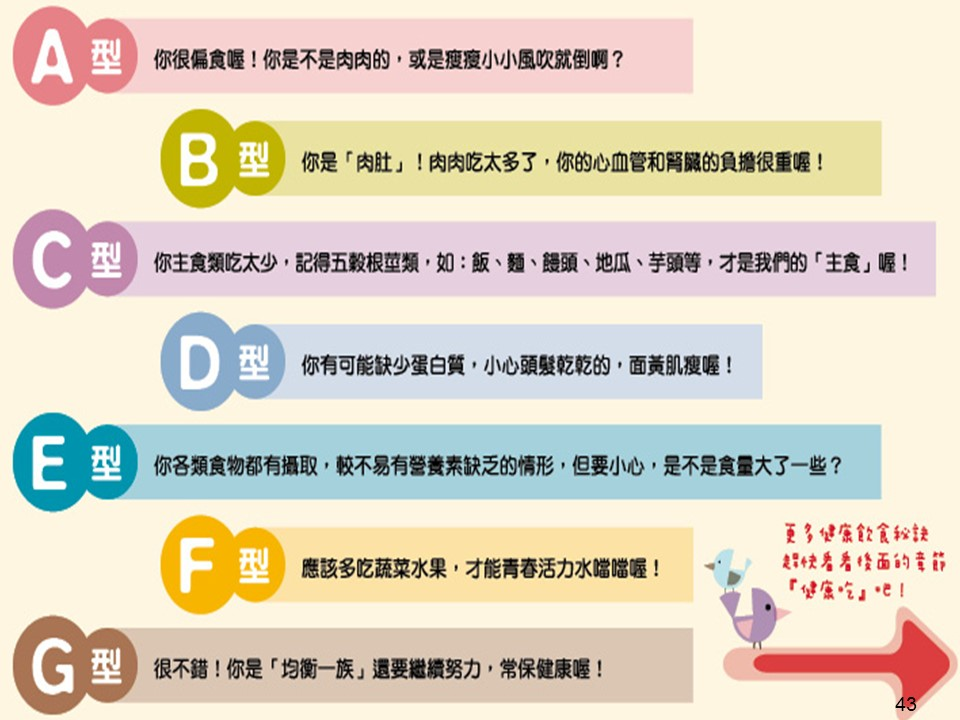 A型 你很偏食喔！你是不是肉肉的，或是瘦瘦小小風吹就倒啊？
B型 你是「肉肚」！肉肉吃太多了，你的心血管和腎臟的負擔很重喔！
C型 你主食類吃太少，記得五穀根莖類，如：飯、麵、饅頭、地瓜、芋頭等，才是我們的「主食」喔！
D型 你有可能缺少蛋白質，小心頭髮乾乾的，面黃肌瘦喔！
E型 你各類食物都有攝取，較不易有營養素缺乏的情形，但要小心，是不是食量大了一些？
F型 應該多吃蔬菜水果，才能青春活力水噹噹喔！
更多健康飲食秘訣
趕快看看後面的章節
『健康吃』吧！
G型 很不錯！你是「均衡一族」還要繼續努力，常保健康喔！
43